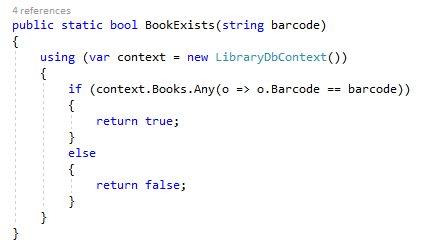 4 references
public static bool BookExists(string barcode)
{
    using (var context = new LibraryDbContext())
    {
        if (context.Books.Any(o => o.Barcode == barcode))
        {
            return true;
        }
        else
        {
            return false;
        }
    }
}